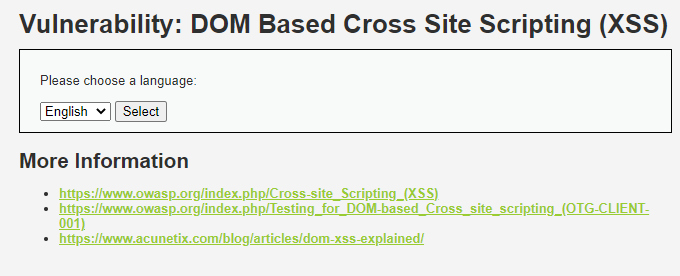 Vulnerability: DOM Based Cross Site Scripting (XSS)
Please choose a language:
English Select
More Information
https://www.owasp.org/index.php/Cross-site_Scripting_(XSS)
https://www.owasp.org/index.php/Testing_for_DOM-based_Cross_site_scripting_(OTG-CLIENT-
001)
https://www.acunetix.com/blog/articles/dom-xss-explained/